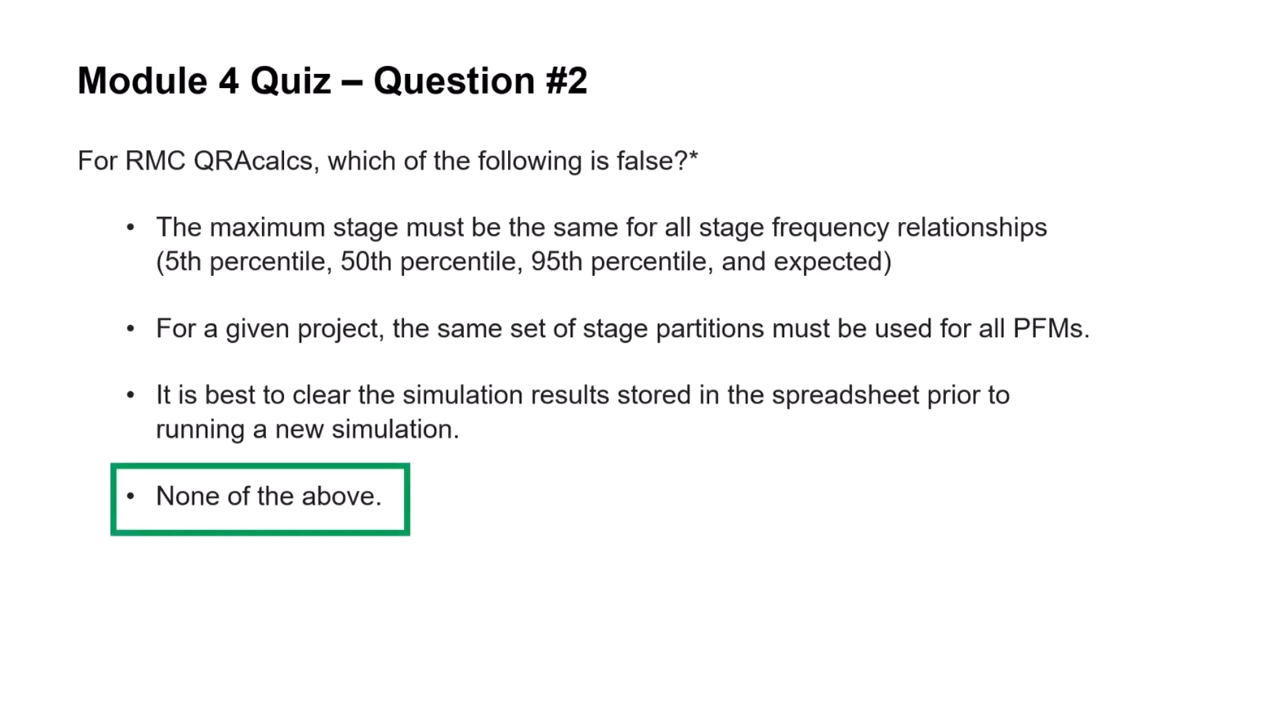 Module 4 Quiz – Question #2
For RMC QRAcalcs, which of the following is false?*
• The maximum stage must be the same for all stage frequency relationships
(5th percentile, 50th percentile, 95th percentile, and expected)
• For a given project, the same set of stage partitions must be used for all PFMs.
• It is best to clear the simulation results stored in the spreadsheet prior to
running a new simulation.
• None of the above.